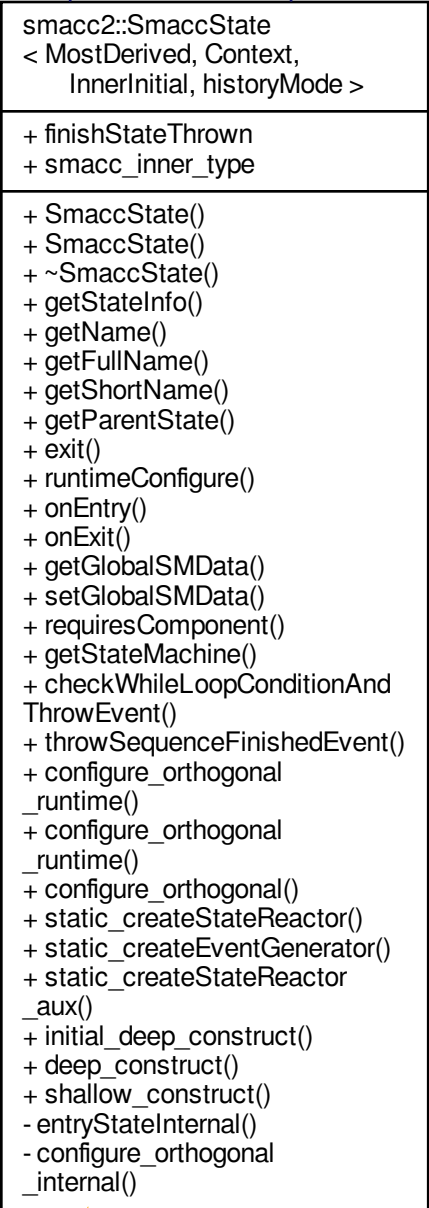 smacc2::SmaccState
< MostDerived, Context,
InnerInitial, historyMode >
+ finishStateThrown
+ smacc_inner_type
+ SmaccState()
+ SmaccState()
+ ~SmaccState()
+ getStateInfo()
+ getName()
+ getFullName()
+ getShortName()
+ getParentState()
+ exit()
+ runtimeConfigure()
+ onEntry()
+ onExit()
+ getGlobalSMData()
+ setGlobalSMData()
+ requiresComponent()
+ getStateMachine()
+ checkWhileLoopConditionAnd
ThrowEvent()
+ throwSequenceFinishedEvent()
+ configure_orthogonal
_runtime()
+ configure_orthogonal
_runtime()
+ configure_orthogonal()
+ static_createStateReactor()
+ static_createEventGenerator()
+ static_createStateReactor
_aux()
+ initial_deep_construct()
+ deep_construct()
+ shallow_construct()
- entryStateInternal()
- configure_orthogonal
_internal()